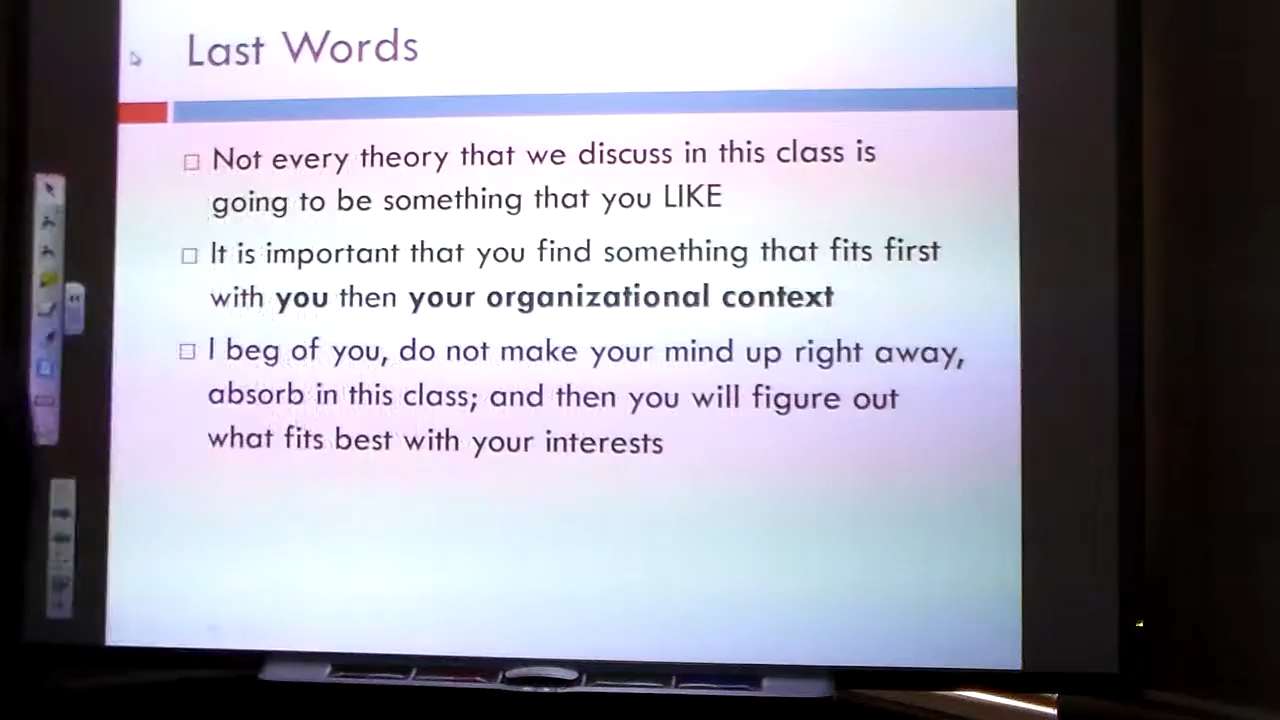 Last Words
Not every theory that we discuss in this class is
going to be something that you LIKE
It is important that you find something that fits first
with you then your organizational context
I beg of you, do not make your mind up right away,
absorb in this class; and then you will figure out
what fits best with your interests